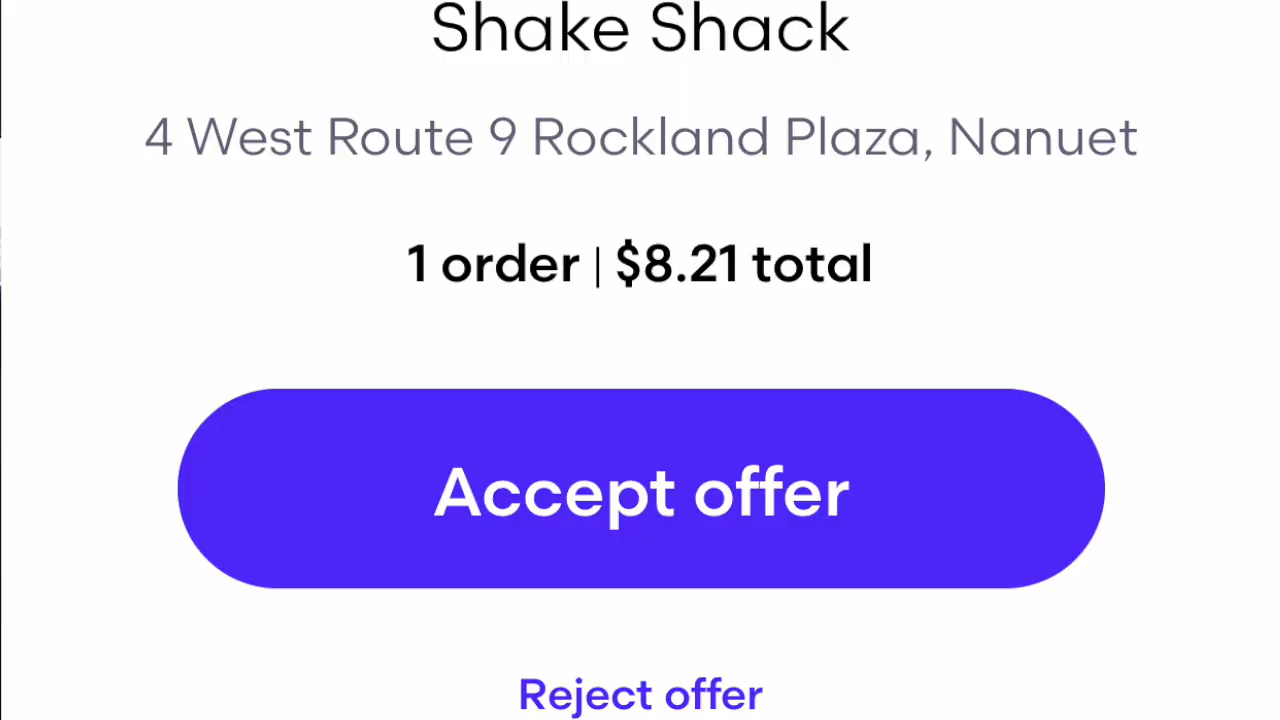 Shake Shack
4 West Route 9 Rockland Plaza, Nanuet
1 order | $8.21 total
Accept offer
Reject offer